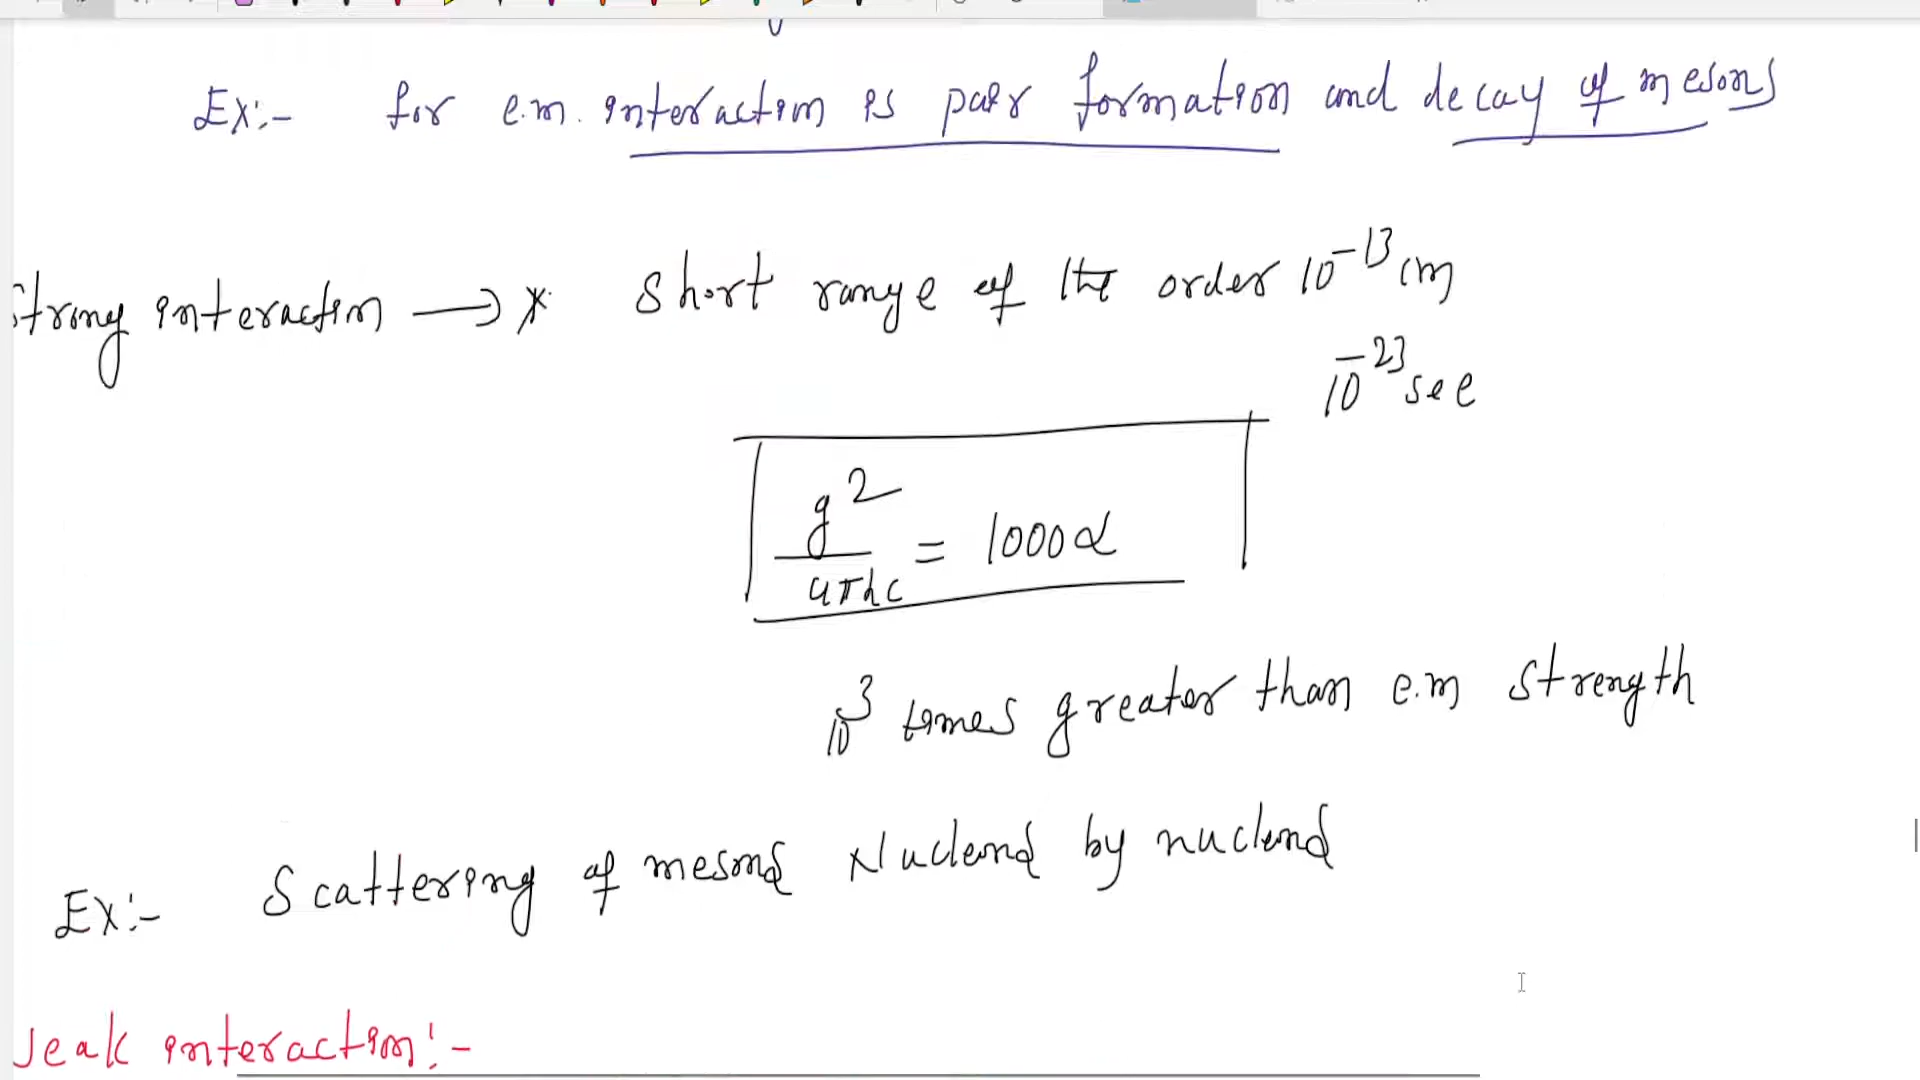 Ex:- for e.m. interaction is pair formation and decay of mesons
Strong interaction → * Short range of the order 10⁻¹³ cm
10⁻²³ sec
g²/4πhc = 1000α
10³ times greater than e.m strength
Ex:- Scattering of mesons Nucleons by nucleons
Weak interaction:-